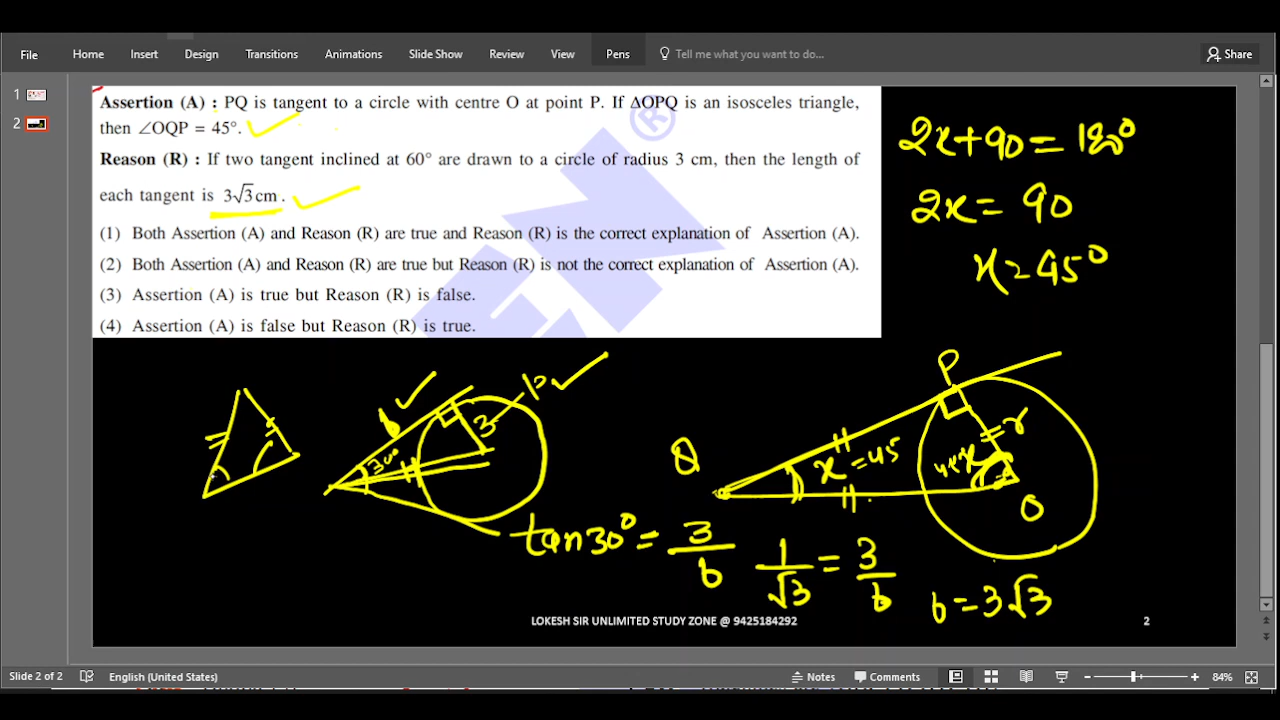 File Home Insert Design Transitions Animations Slide Show Review View Pens Tell me what you want to do... Share
1
2
Assertion (A) : PQ is tangent to a circle with centre O at point P. If ΔOPQ is an isosceles triangle,
then ∠OQP = 45°.
Reason (R) : If two tangent inclined at 60° are drawn to a circle of radius 3 cm, then the length of
each tangent is 3√3 cm .
(1) Both Assertion (A) and Reason (R) are true and Reason (R) is the correct explanation of Assertion (A).
(2) Both Assertion (A) and Reason (R) are true but Reason (R) is not the correct explanation of Assertion (A).
(3) Assertion (A) is true but Reason (R) is false.
(4) Assertion (A) is false but Reason (R) is true.
2x+90=180°
2x=90
x=45°
b
3
P
30°
P
Q
r
x=45
x
O
tan30°=3/b
1/√3=3/b
b=3√3
LOKESH SIR UNLIMITED STUDY ZONE @ 9425184292
2
Slide 2 of 2 English (United States) Notes Comments 84%